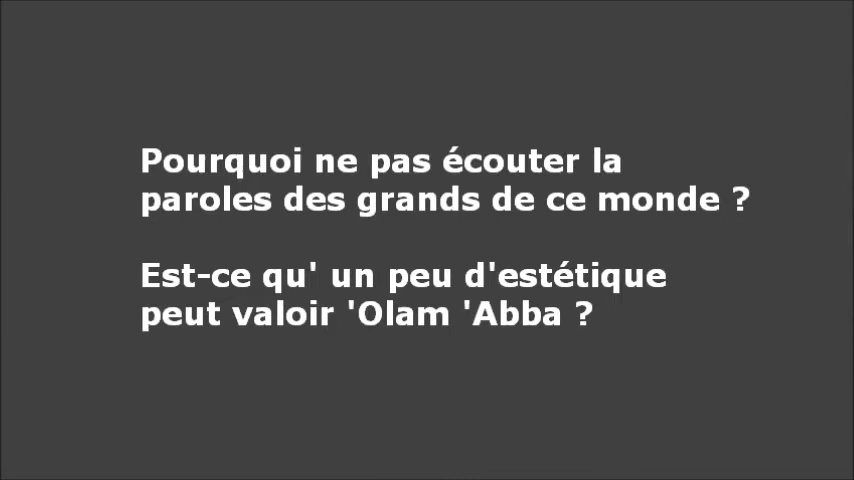 Pourquoi ne pas écouter la
paroles des grands de ce monde ?
Est-ce qu' un peu d'estétique
peut valoir 'Olam 'Abba ?